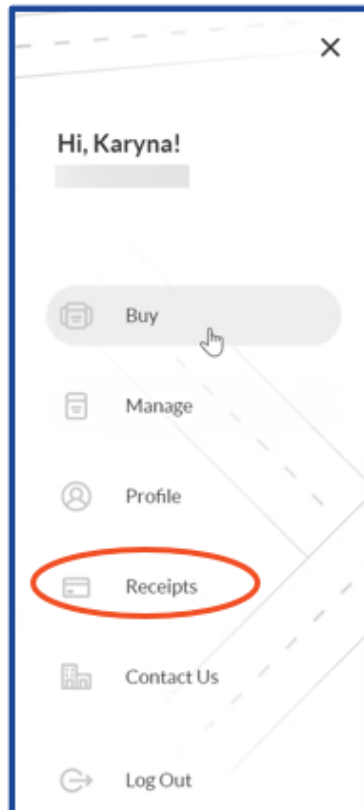 Hi, Karyna!
Buy
Manage
Profile
Receipts
Contact Us
Log Out